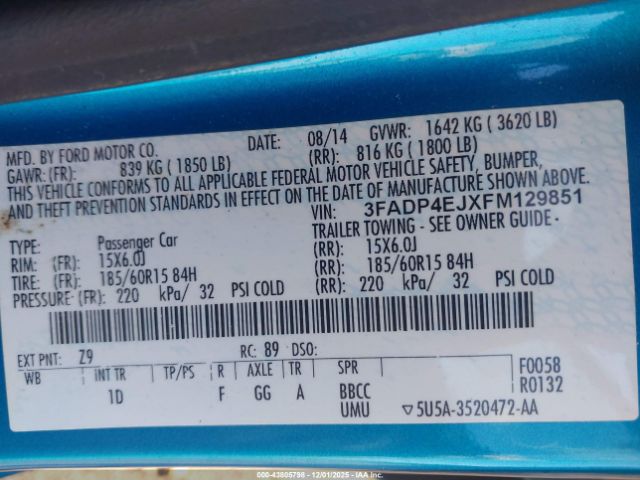 MFD. BY FORD MOTOR CO. DATE: 08/14 GVWR: 1642 KG ( 3620 LB)
GAWR: (FR): 839 KG ( 1850 LB) (RR): 816 KG ( 1800 LB)
THIS VEHICLE CONFORMS TO ALL APPLICABLE FEDERAL MOTOR VEHICLE SAFETY, BUMPER,
AND THEFT PREVENTION STANDARDS IN EFFECT ON THE DATE OF MANUFACTURE SHOWN ABOVE.
VIN: 3FADP4EJXFM129851
TYPE: Passenger Car TRAILER TOWING - SEE OWNER GUIDE -
RIM: (FR): 15X6.0J (RR): 15X6.0J
TIRE: (FR): 185/60R15 84H (RR): 185/60R15 84H
PRESSURE: (FR): 220 kPa/ 32 PSI COLD (RR): 220 kPa/ 32 PSI COLD
EXT PNT: Z9 RC: 89 DSO:
WB INT TR TP/PS R AXLE TR SPR F0058
1D F GG A BBCC R0132
UMU ▽5U5A-3520472-AA
000-43805798 - 12/01/2025 - IAA Inc.